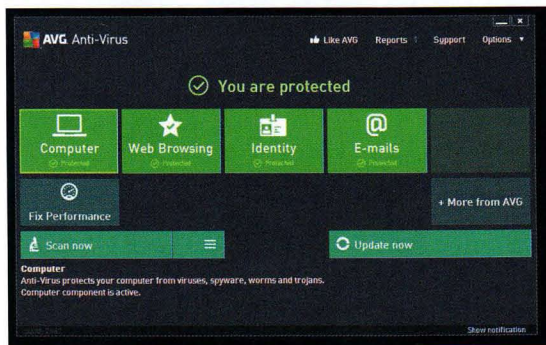 AVG. Anti-Virus
Like AVG Reports Support Options
You are protected
Computer Web Browsing Identity E-mails
Protected Protected Protected Protected
Fix Performance
+ More from AVG
Scan now Update now
Computer
Anti-Virus protects your computer from viruses, spyware, worms and trojans.
Computer component is active.
Show notification